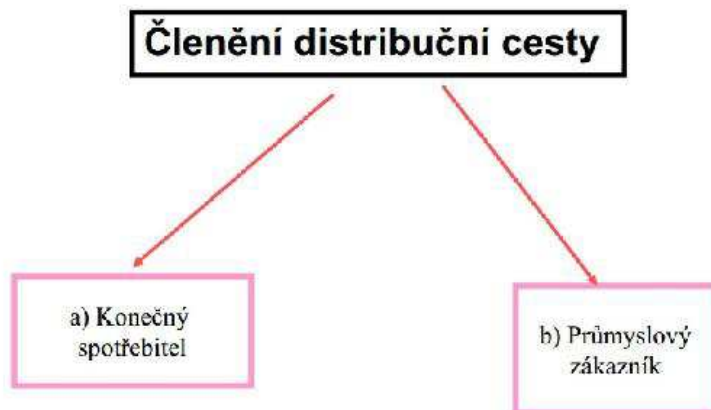 Členění distribuční cesty
a) Konečný
spotřebitel
b) Průmyslový
zákazník